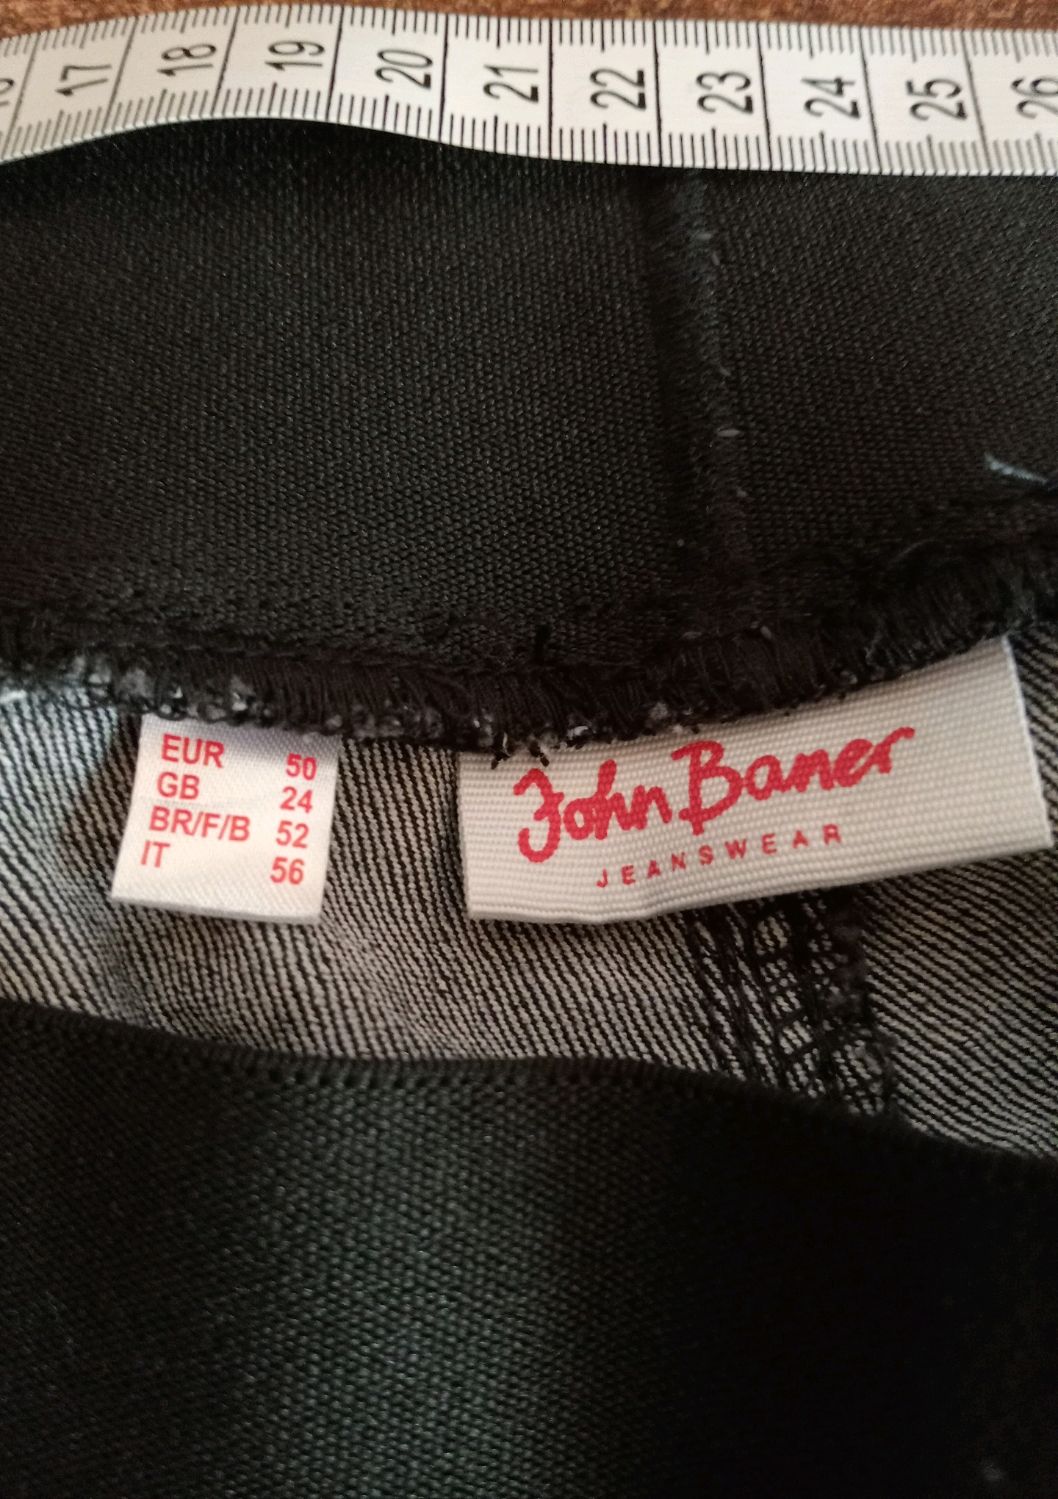 17 18 19 20 21 22 23 24 25 26
EUR 50
GB 24
BR/F/B 52
IT 56
John Baner
JEANSWEAR